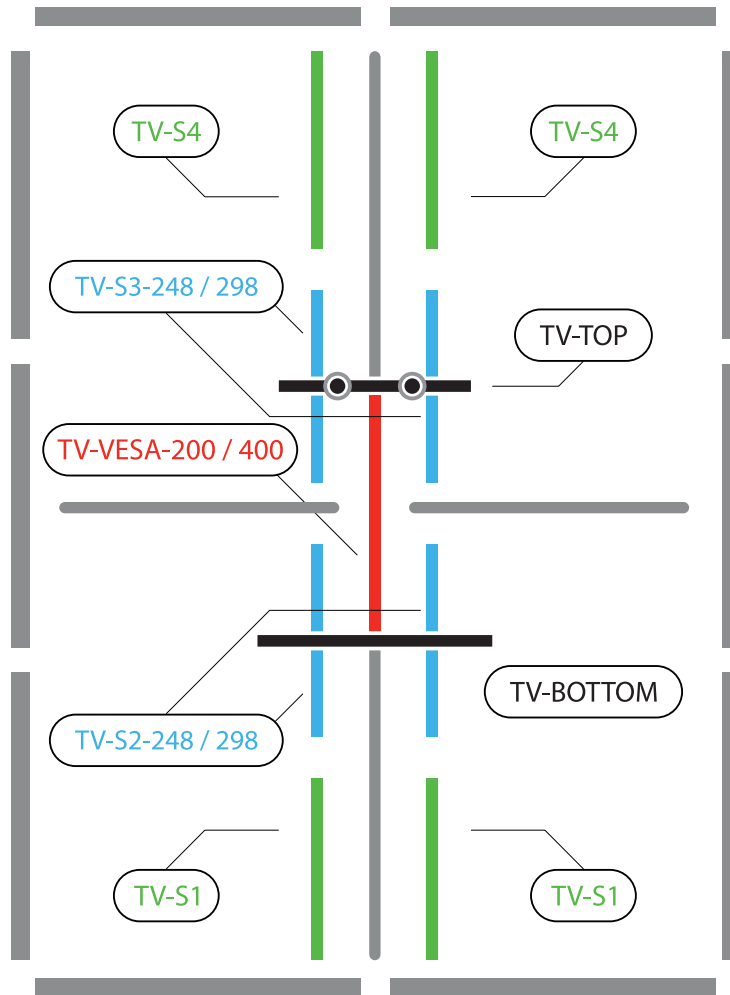 TV-S4
TV-S4
TV-S3-248 / 298
TV-TOP
TV-VESA-200 / 400
TV-BOTTOM
TV-S2-248 / 298
TV-S1
TV-S1